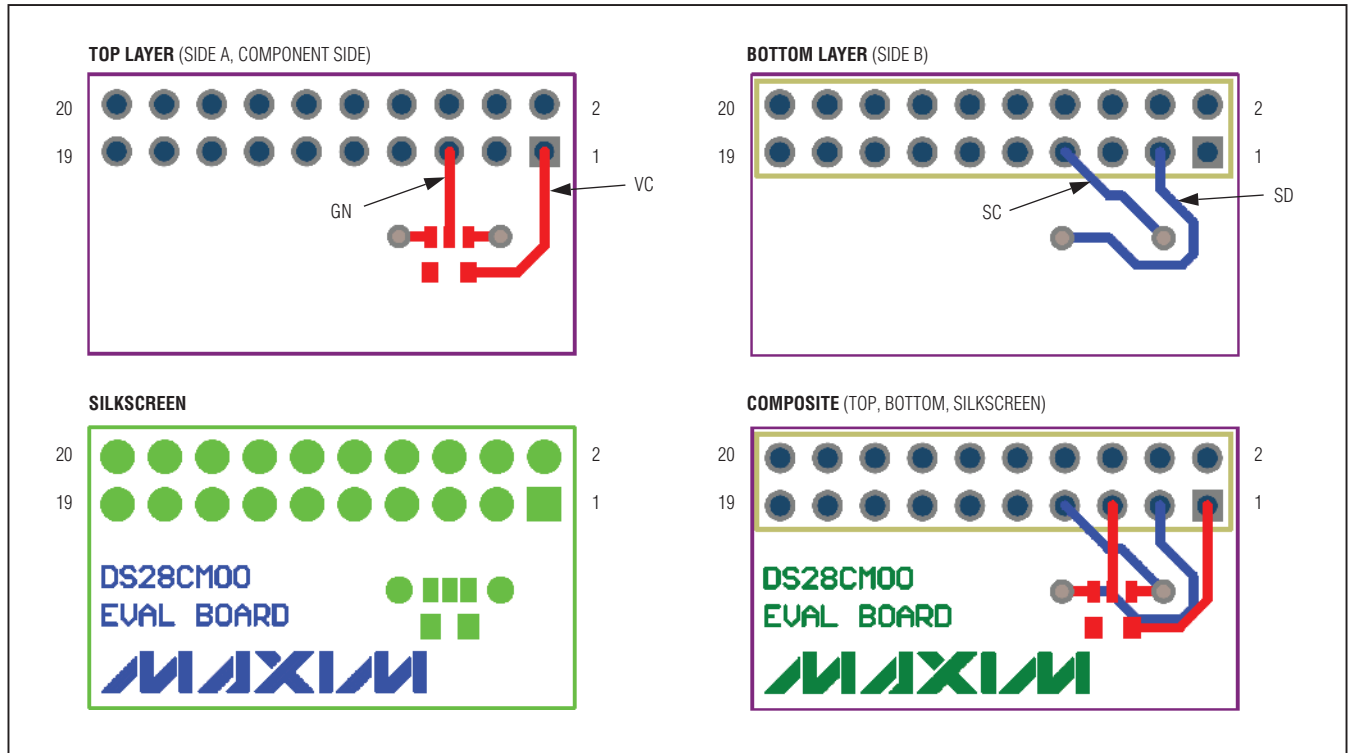 TOP LAYER (SIDE A, COMPONENT SIDE)
20
2
19
1
GN
VC
BOTTOM LAYER (SIDE B)
20
2
19
1
SC
SD
SILKSCREEN
20
2
19
1
DS28CM00
EVAL BOARD
MAXIM
COMPOSITE (TOP, BOTTOM, SILKSCREEN)
20
2
19
1
DS28CM00
EVAL BOARD
MAXIM